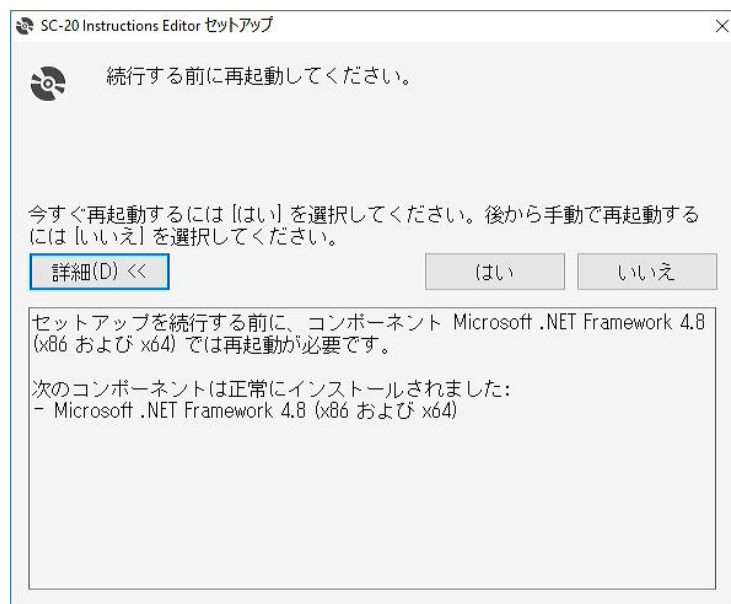 SC-20 Instructions Editor セットアップ
続行する前に再起動してください。
今すぐ再起動するには [はい] を選択してください。後から手動で再起動する
には [いいえ] を選択してください。
詳細(D) <<
はい
いいえ
セットアップを続行する前に、コンポーネント Microsoft .NET Framework 4.8
(x86 および x64) では再起動が必要です。
次のコンポーネントは正常にインストールされました:
- Microsoft .NET Framework 4.8 (x86 および x64)